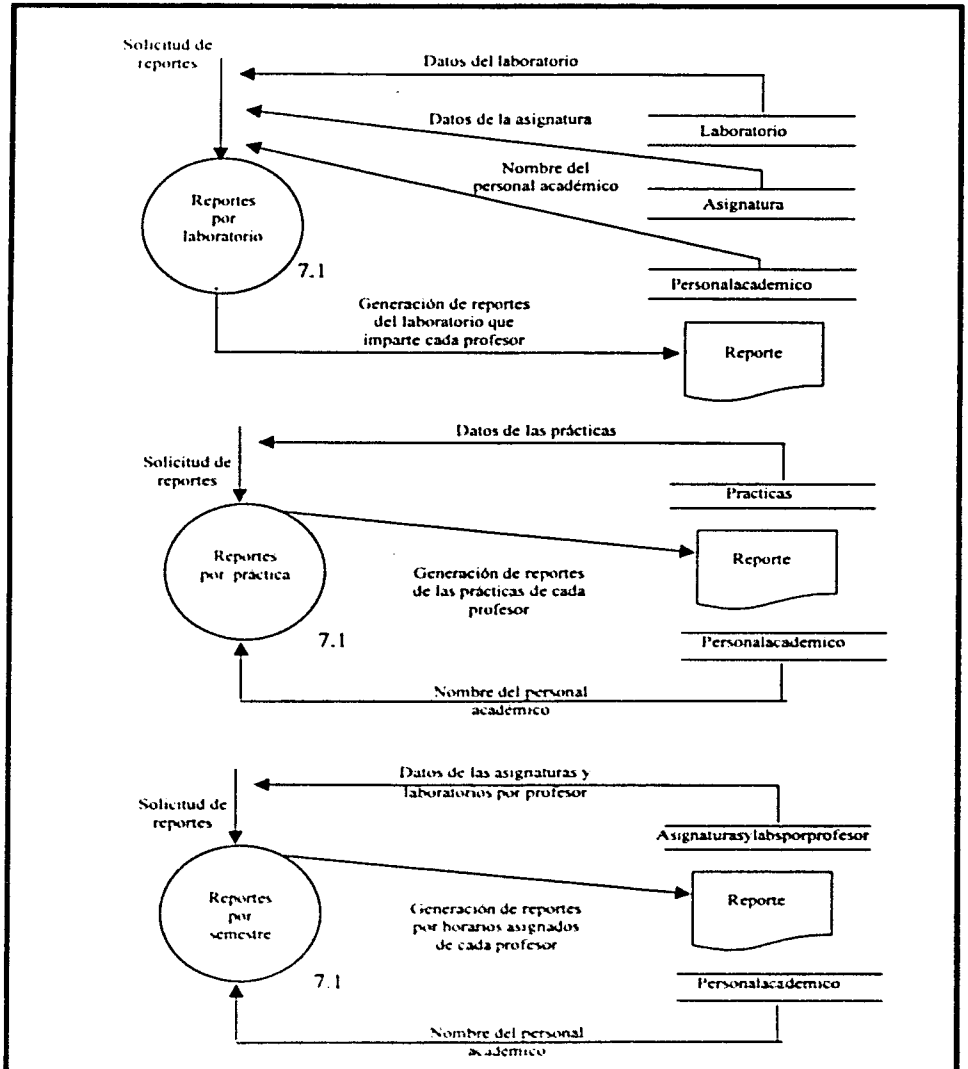 Solicitud de
reportes
Datos del laboratorio
Laboratorio
Datos de la asignatura
Asignatura
Nombre del
personal académico
Personalacademico
Reportes
por
laboratorio
7.1
Generación de reportes
del laboratorio que
imparte cada profesor
Reporte
Datos de las prácticas
Solicitud de
reportes
Practicas
Reportes
por práctica
7.1
Generación de reportes
de las prácticas de cada
profesor
Reporte
Personalacademico
Nombre del personal
académico
Datos de las asignaturas y
laboratorios por profesor
Solicitud de
reportes
Asignaturasylabsporprofesor
Reportes
por
semestre
7.1
Generación de reportes
por horarios asignados
de cada profesor
Reporte
Personalacademico
Nombre del personal
académico